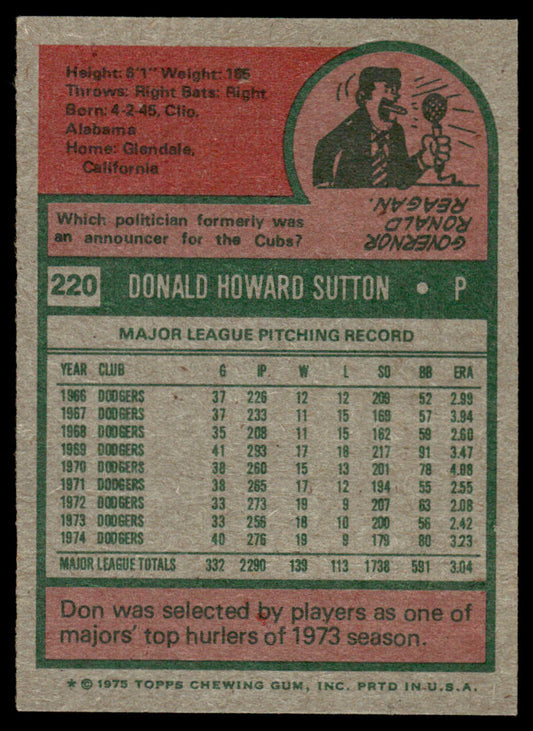 Height: 6'1" Weight: 185
Throws: Right Bats: Right
Born: 4-2-45, Clio,
Alabama
Home: Glendale,
California
Which politician formerly was
an announcer for the Cubs?
GOVERNOR
RONALD
REAGAN.
220 DONALD HOWARD SUTTON • P
MAJOR LEAGUE PITCHING RECORD
YEAR CLUB G IP. W L SO BB ERA
1966 DODGERS 37 226 12 12 209 52 2.99
1967 DODGERS 37 233 11 15 169 57 3.94
1968 DODGERS 35 208 11 15 162 59 2.60
1969 DODGERS 41 293 17 18 217 91 3.47
1970 DODGERS 38 260 15 13 201 78 4.08
1971 DODGERS 38 265 17 12 194 55 2.55
1972 DODGERS 33 273 19 9 207 63 2.08
1973 DODGERS 33 256 18 10 200 56 2.42
1974 DODGERS 40 276 19 9 179 80 3.23
MAJOR LEAGUE TOTALS 332 2290 139 113 1738 591 3.04
Don was selected by players as one of
majors' top hurlers of 1973 season.
* © 1975 TOPPS CHEWING GUM, INC. PRTD IN U.S.A.